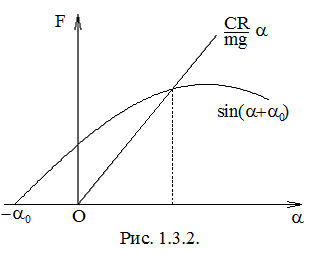 F
CR
mg α
sin(α+α₀)
−α₀
O
α
Рис. 1.3.2.